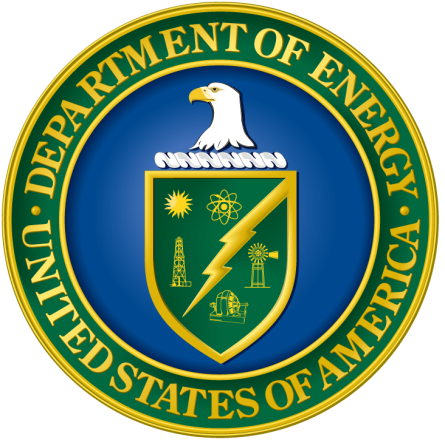 DEPARTMENT OF ENERGY
UNITED STATES OF AMERICA